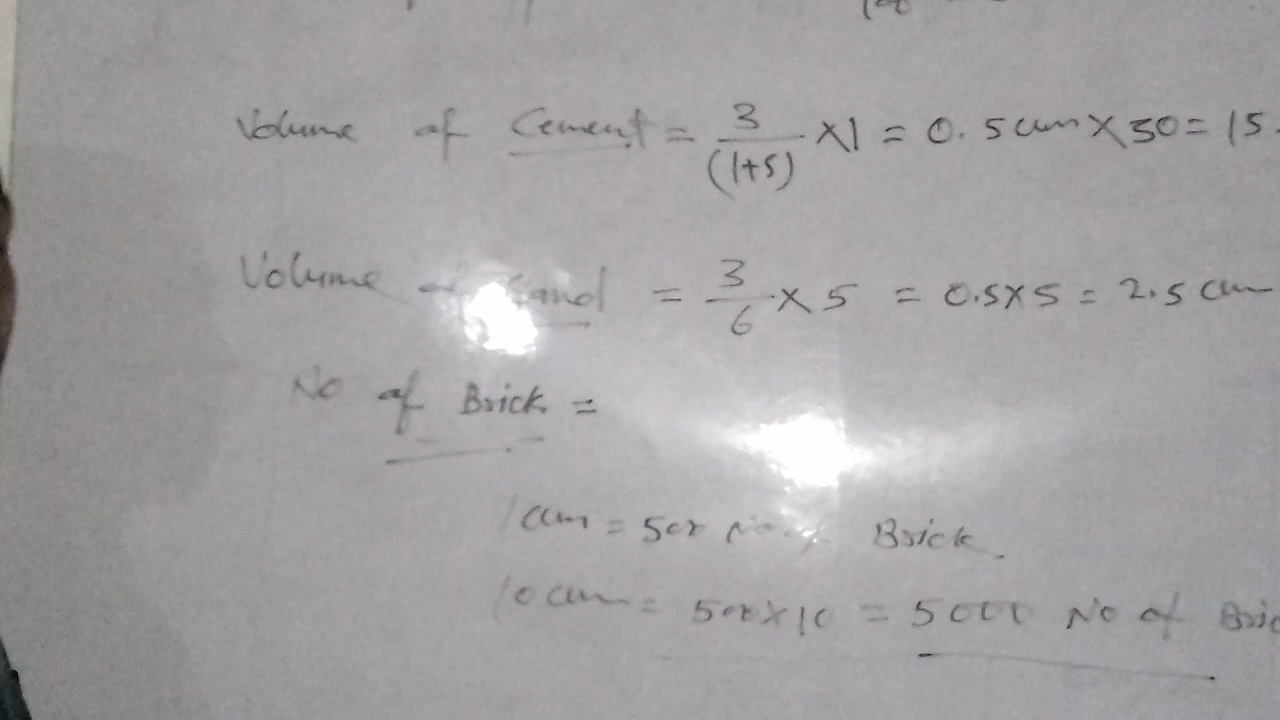 Volume of Cement = 3/(1+5) x1 = 0.5 cum x 30 = 15
Volume Sand = 3/6 x 5 = 0.5x5 = 2.5 cum
No of Brick =
1 cum = 500 Brick.
10 cum = 500x10 = 5000 No of